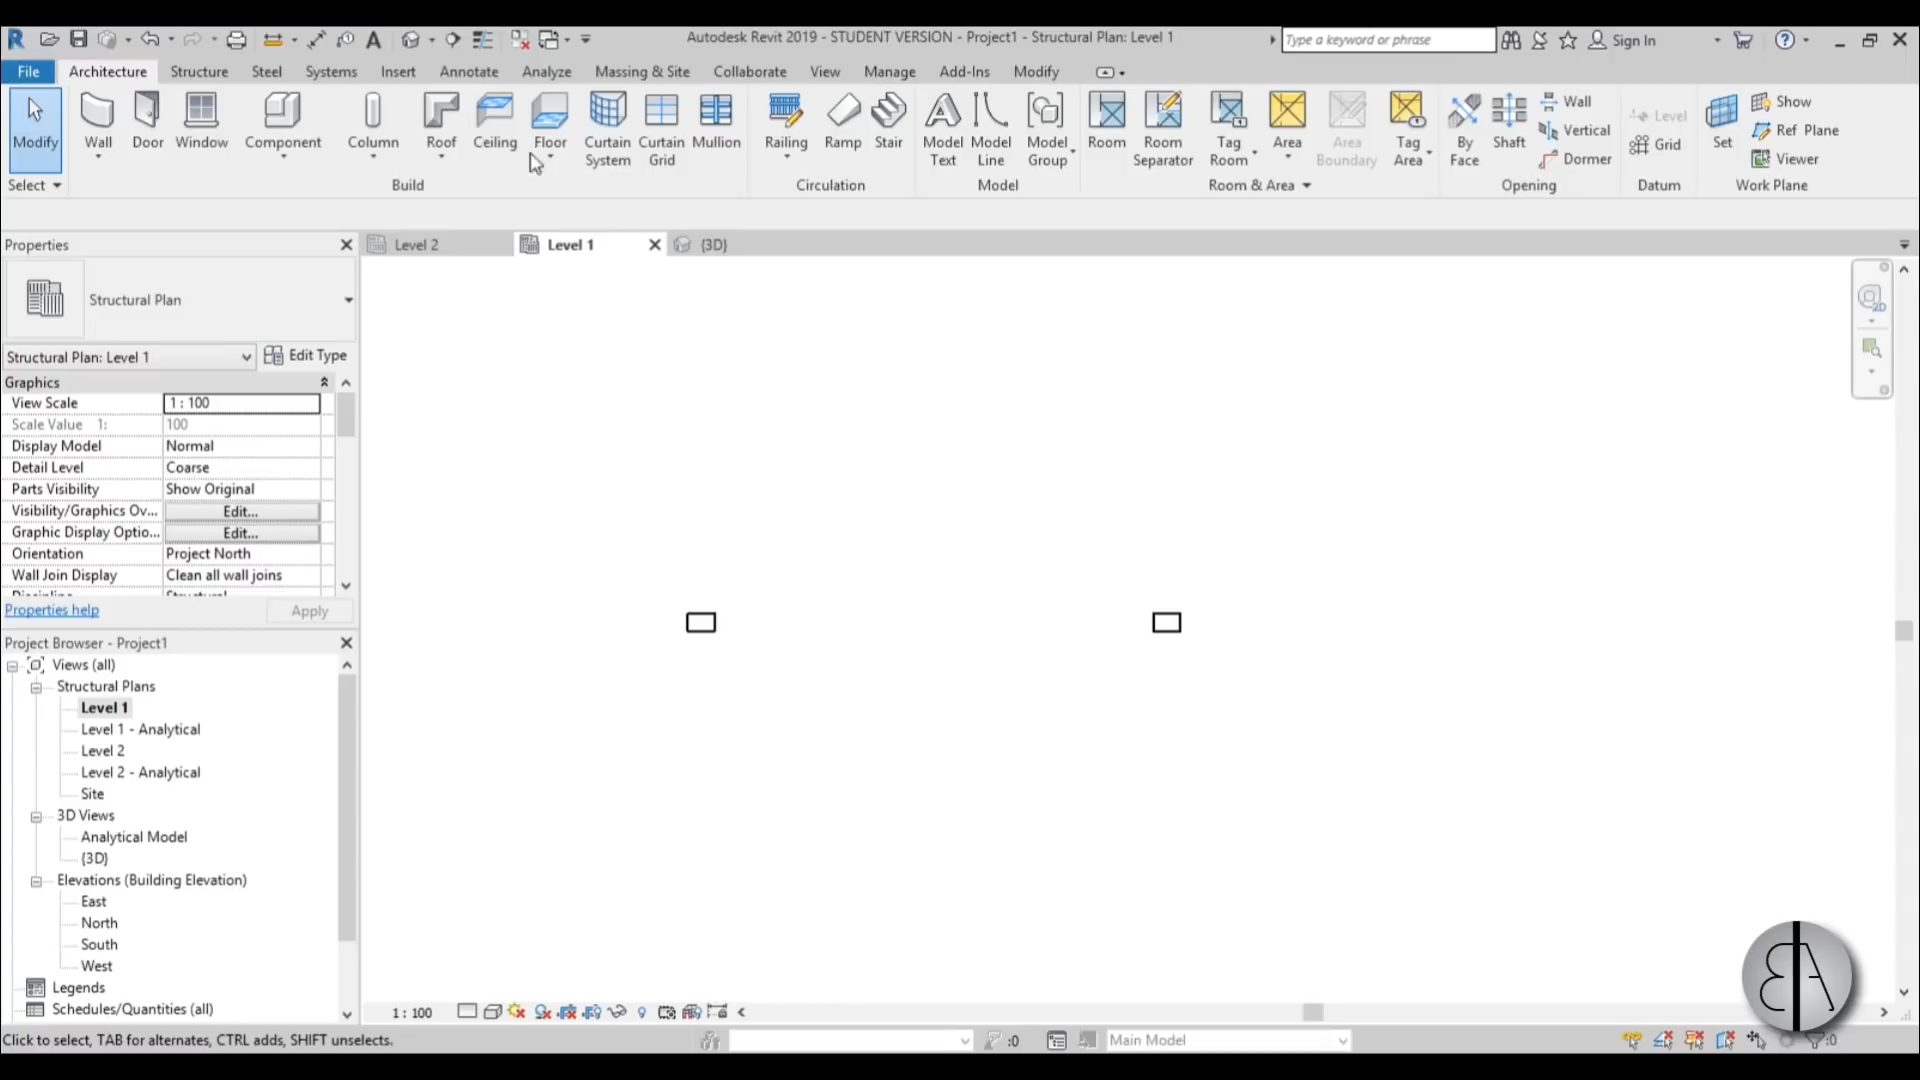 Autodesk Revit 2019 - STUDENT VERSION - Project1 - Structural Plan: Level 1
Type a keyword or phrase
Sign In
File Architecture Structure Steel Systems Insert Annotate Analyze Massing & Site Collaborate View Manage Add-Ins Modify
Modify
Wall
Door
Window
Component
Column
Roof
Ceiling
Floor
Curtain System
Curtain Grid
Mullion
Railing
Ramp
Stair
Model Text
Model Line
Model Group
Room
Room Separator
Tag Room
Area
Area Boundary
Tag Area
By Face
Shaft
Wall
Vertical
Dormer
Level
Grid
Set
Show
Ref Plane
Viewer
Select
Build
Circulation
Model
Room & Area
Opening
Datum
Work Plane
Properties
Level 2
Level 1
{3D}
Structural Plan
Structural Plan: Level 1
Edit Type
Graphics
View Scale 1 : 100
Scale Value 1: 100
Display Model Normal
Detail Level Coarse
Parts Visibility Show Original
Visibility/Graphics Ov... Edit...
Graphic Display Optio... Edit...
Orientation Project North
Wall Join Display Clean all wall joins
Properties help
Apply
2D
Project Browser - Project1
Views (all)
Structural Plans
Level 1
Level 1 - Analytical
Level 2
Level 2 - Analytical
Site
3D Views
Analytical Model
{3D}
Elevations (Building Elevation)
East
North
South
West
Legends
Schedules/Quantities (all)
1 : 100
Click to select, TAB for alternates, CTRL adds, SHIFT unselects.
:0
Main Model
:0